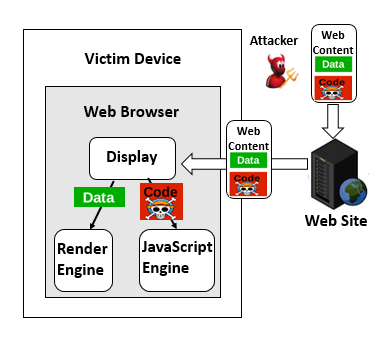 Victim Device
Attacker
Web
Content
Data
Code
Web Browser
Web
Content
Data
Code
Display
Data
Code
Web Site
Render
Engine
JavaScript
Engine